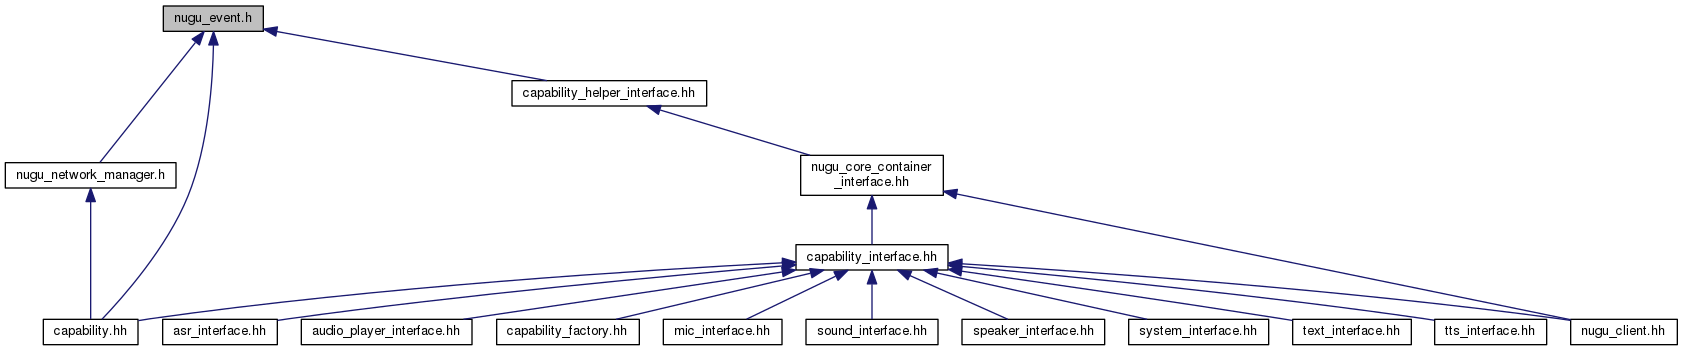 nugu_event.h
capability_helper_interface.hh
nugu_network_manager.h
nugu_core_container
_interface.hh
capability_interface.hh
capability.hh
asr_interface.hh
audio_player_interface.hh
capability_factory.hh
mic_interface.hh
sound_interface.hh
speaker_interface.hh
system_interface.hh
text_interface.hh
tts_interface.hh
nugu_client.hh